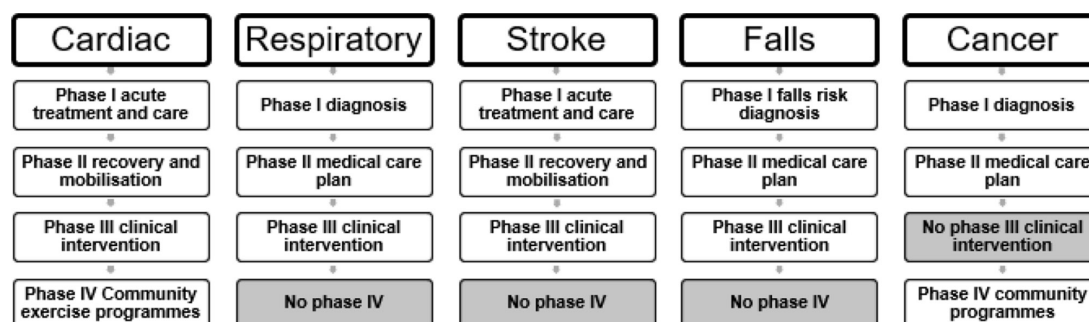 Cardiac
Phase I acute
treatment and care
Phase II recovery and
mobilisation
Phase III clinical
intervention
Phase IV Community
exercise programmes
Respiratory
Phase I diagnosis
Phase II medical care
plan
Phase III clinical
intervention
No phase IV
Stroke
Phase I acute
treatment and care
Phase II recovery and
mobilisation
Phase III clinical
intervention
No phase IV
Falls
Phase I falls risk
diagnosis
Phase II medical care
plan
Phase III clinical
intervention
No phase IV
Cancer
Phase I diagnosis
Phase II medical care
plan
No phase III clinical
intervention
Phase IV community
programmes